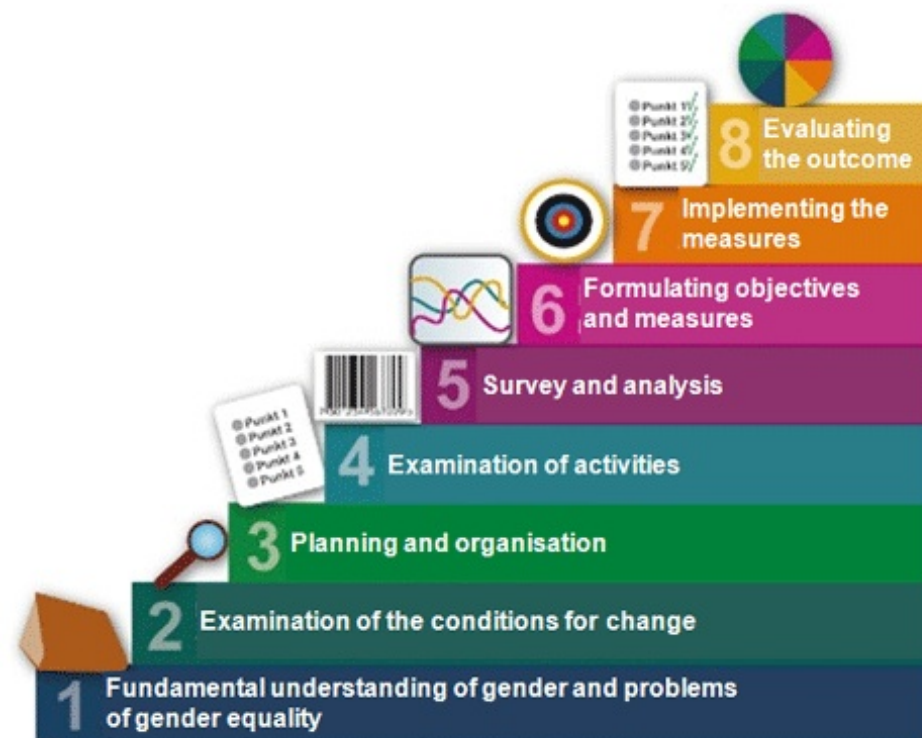 Punkt 1
Punkt 2
Punkt 3
Punkt 4
Punkt 5
8 Evaluating
the outcome
7 Implementing the
measures
6 Formulating objectives
and measures
5 Survey and analysis
Punkt 1
Punkt 2
Punkt 3
Punkt 4
Punkt 5
4 Examination of activities
3 Planning and organisation
2 Examination of the conditions for change
1 Fundamental understanding of gender and problems
of gender equality